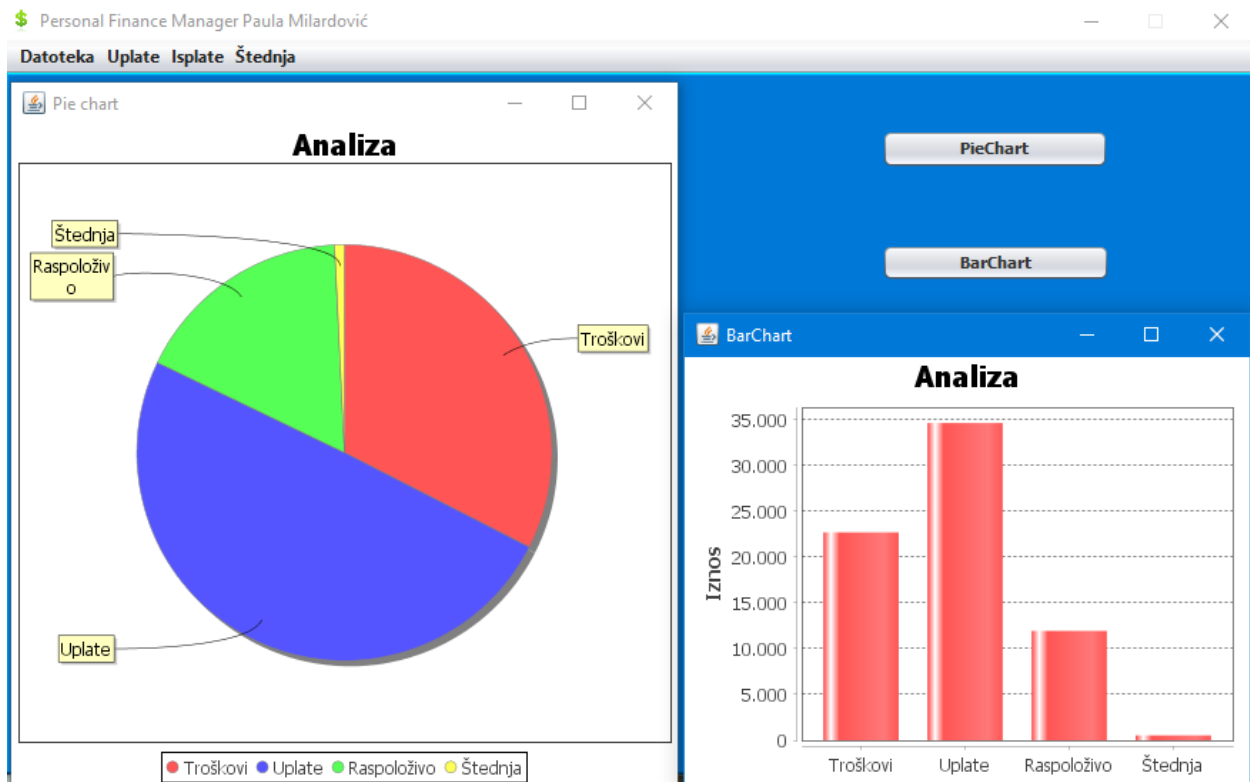 Personal Finance Manager Paula Milardović
Datoteka Uplate Isplate Štednja
Pie chart
Analiza
Štednja
Raspoloživ
o
Troškovi
Uplate
Troškovi Uplate Raspoloživo Štednja
PieChart
BarChart
BarChart
Analiza
Iznos
35.000
30.000
25.000
20.000
15.000
10.000
5.000
0
Troškovi Uplate Raspoloživo Štednja